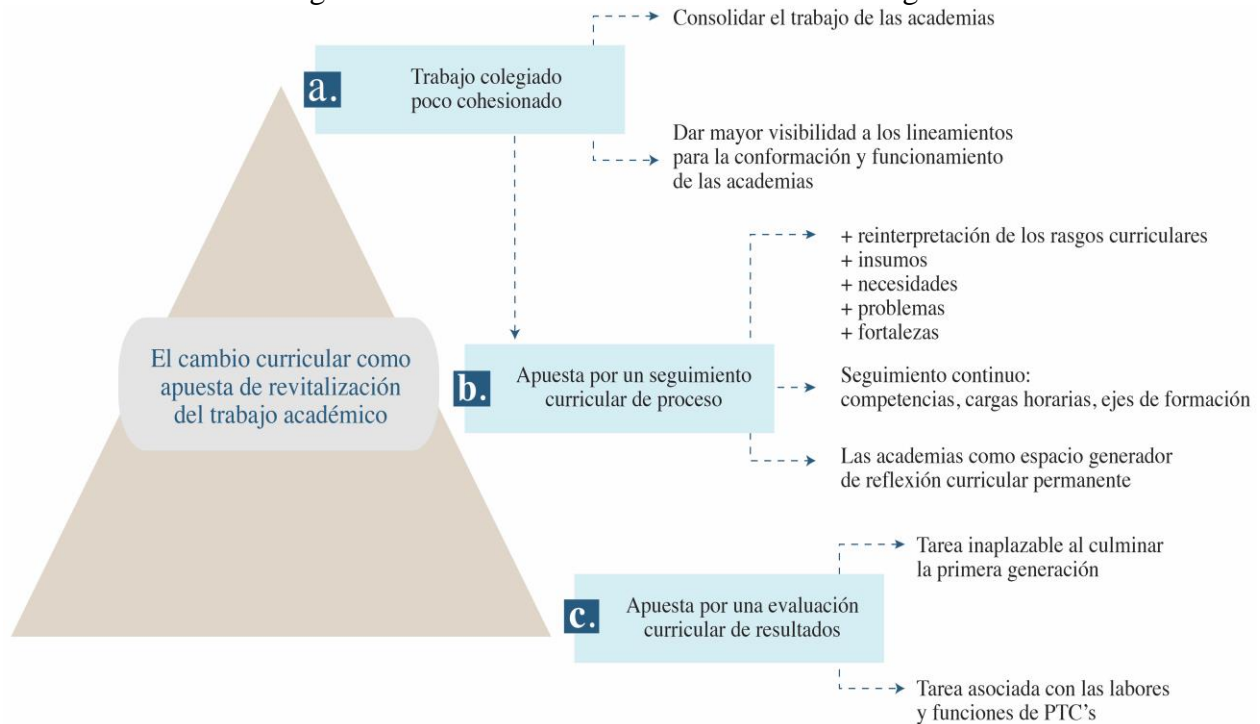 Consolidar el trabajo de las academias
a.
Trabajo colegiado
poco cohesionado
Dar mayor visibilidad a los lineamientos
para la conformación y funcionamiento
de las academias
El cambio curricular como
apuesta de revitalización
del trabajo académico
b.
Apuesta por un seguimiento
curricular de proceso
+ reinterpretación de los rasgos curriculares
+ insumos
+ necesidades
+ problemas
+ fortalezas
Seguimiento continuo:
competencias, cargas horarias, ejes de formación
Las academias como espacio generador
de reflexión curricular permanente
c.
Apuesta por una evaluación
curricular de resultados
Tarea inaplazable al culminar
la primera generación
Tarea asociada con las labores
y funciones de PTC's